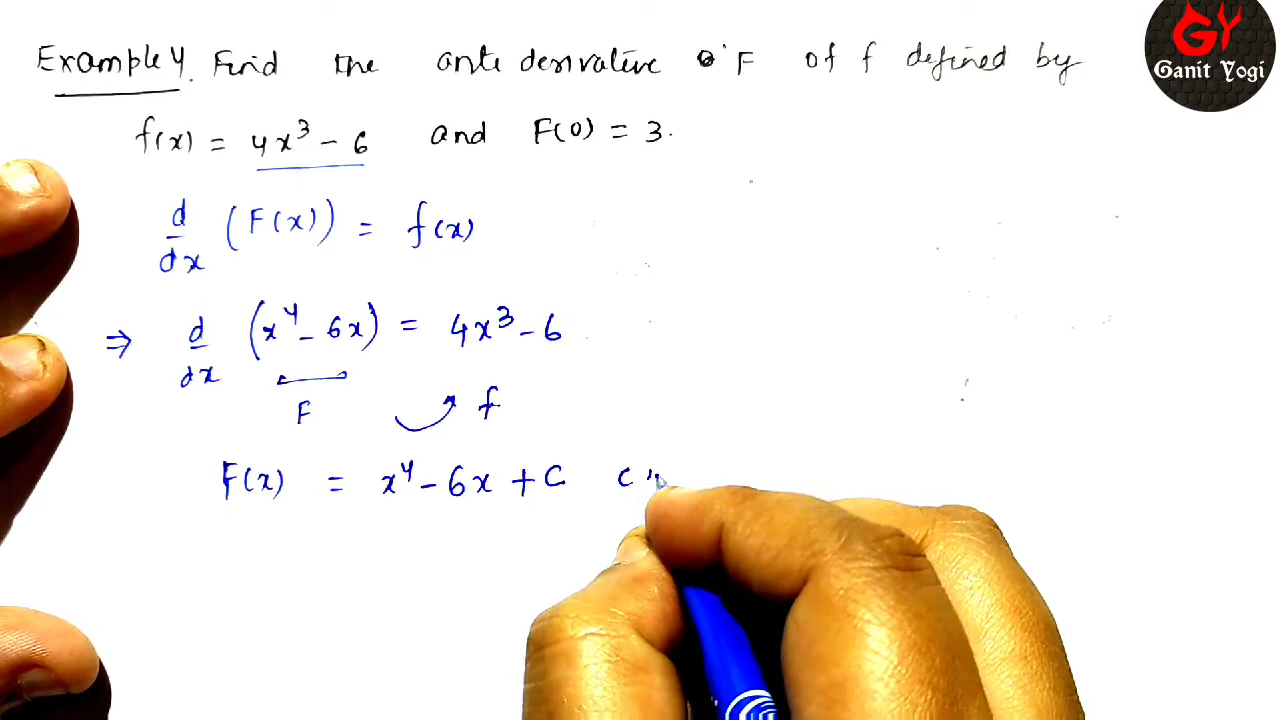 GY
Ganit Yogi
Example 4. Find the anti derivative F of f defined by
f(x) = 4x³ - 6 and F(0) = 3.
d/dx (F(x)) = f(x)
⇒ d/dx (x⁴ - 6x) = 4x³ - 6
F f
F(x) = x⁴ - 6x + C C